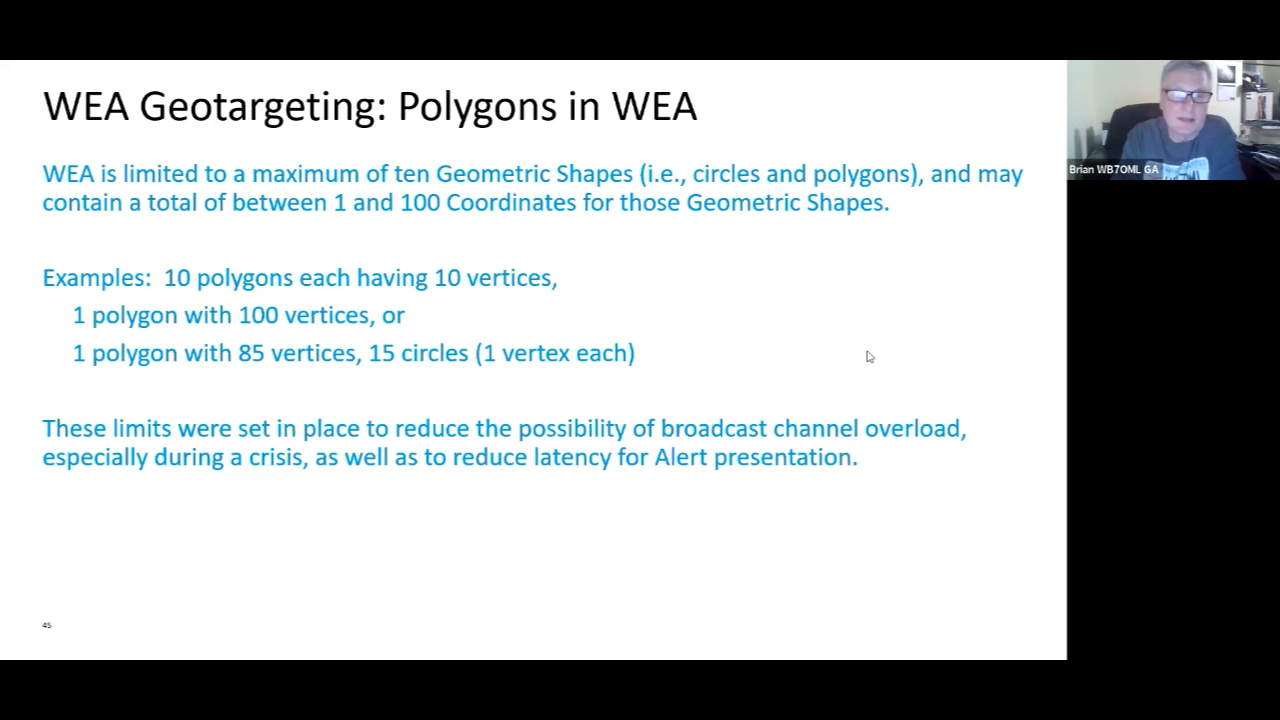 WEA Geotargeting: Polygons in WEA
WEA is limited to a maximum of ten Geometric Shapes (i.e., circles and polygons), and may
contain a total of between 1 and 100 Coordinates for those Geometric Shapes.
Examples:  10 polygons each having 10 vertices,
1 polygon with 100 vertices, or
1 polygon with 85 vertices, 15 circles (1 vertex each)
These limits were set in place to reduce the possibility of broadcast channel overload,
especially during a crisis, as well as to reduce latency for Alert presentation.
45
Brian WB7OML GA